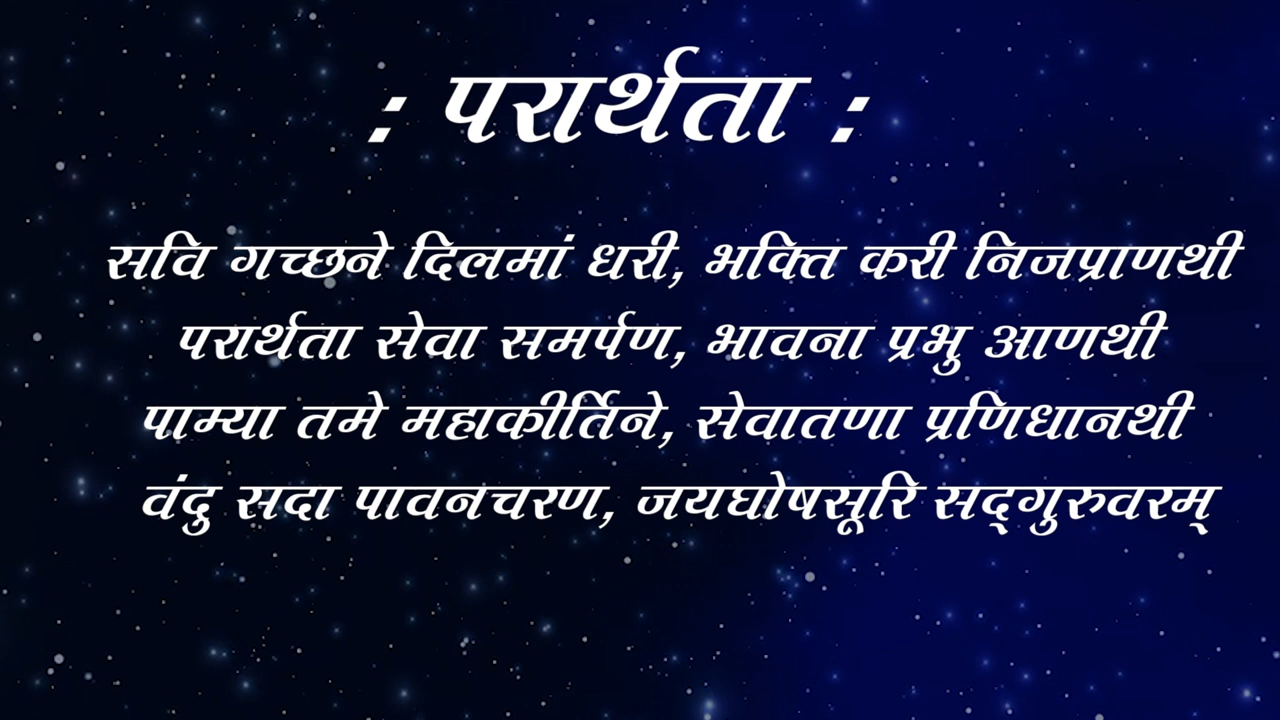 : परार्थता :
सवि गच्छने दिलमां धरी, भक्ति करी निजप्राणथी
परार्थता सेवा समर्पण, भावना प्रभु आणथी
पाम्या तमे महाकीर्तिने, सेवातणा प्रणिधानथी
वंदु सदा पावनचरण, जयघोषसूरि सद्‌गुरुवरम्